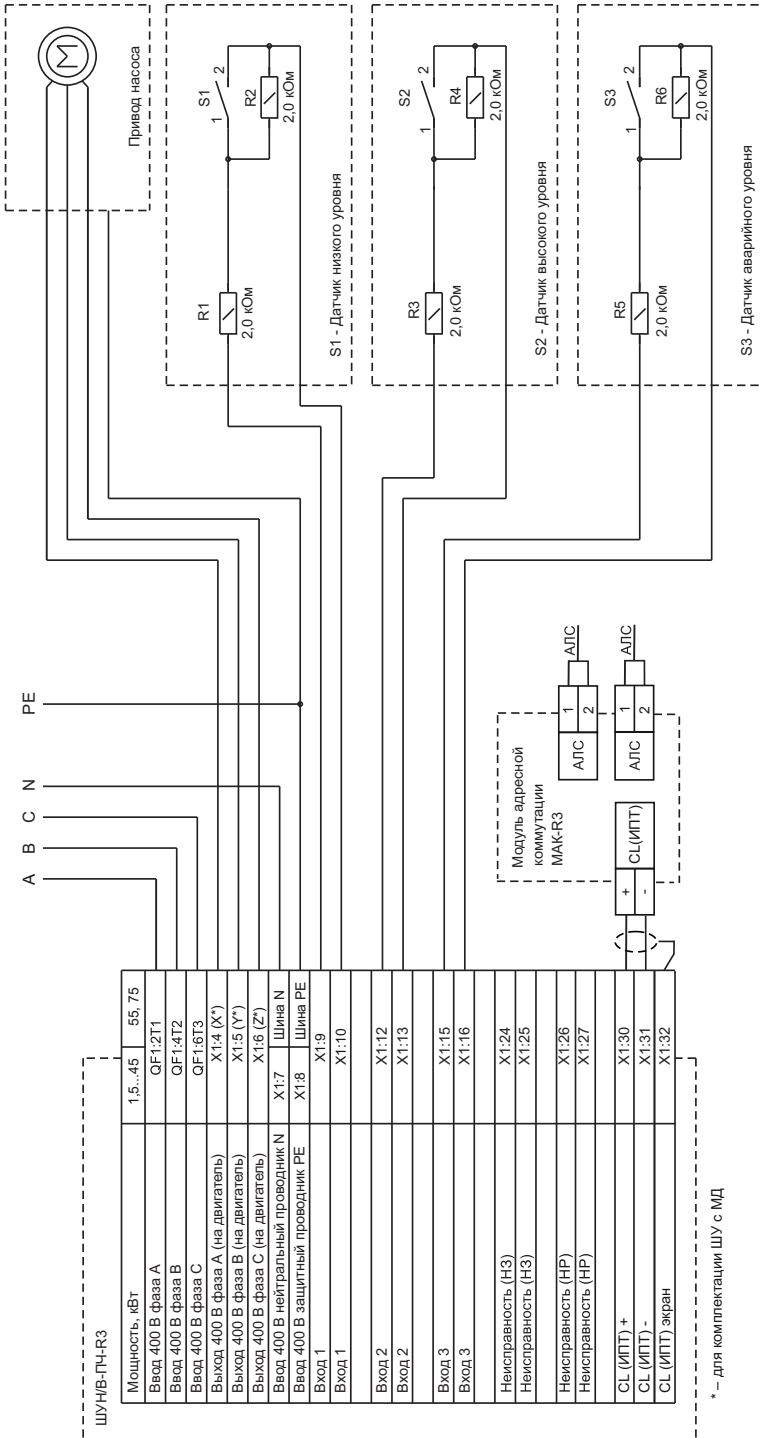 ШУН/В-ПЧ-R3
Мощность, кВт 1,5...45 55, 75
Ввод 400 В фаза А QF1:2T1
Ввод 400 В фаза В QF1:4T2
Ввод 400 В фаза С QF1:6T3
Выход 400 В фаза А (на двигатель) X1:4 (X*)
Выход 400 В фаза В (на двигатель) X1:5 (Y*)
Выход 400 В фаза С (на двигатель) X1:6 (Z*)
Ввод 400 В нейтральный проводник N X1:7 Шина N
Ввод 400 В защитный проводник PE X1:8 Шина PE
Вход 1 X1:9
Вход 1 X1:10
Вход 2 X1:12
Вход 2 X1:13
Вход 3 X1:15
Вход 3 X1:16
Неисправность (НЗ) X1:24
Неисправность (НЗ) X1:25
Неисправность (НР) X1:26
Неисправность (НР) X1:27
CL (ИПТ) + X1:30
CL (ИПТ) - X1:31
CL (ИПТ) экран X1:32
* – для комплектации ШУ с МД
A
B
C
N
PE
Модуль адресной
коммутации
МАК-R3
+
-
CL(ИПТ)
АЛС
1
2
АЛС
АЛС
1
2
АЛС
M
Привод насоса
R1
2,0 кОм
S1
1 2
R2
2,0 кОм
S1 - Датчик низкого уровня
R3
2,0 кОм
S2
1 2
R4
2,0 кОм
S2 - Датчик высокого уровня
R5
2,0 кОм
S3
1 2
R6
2,0 кОм
S3 - Датчик аварийного уровня